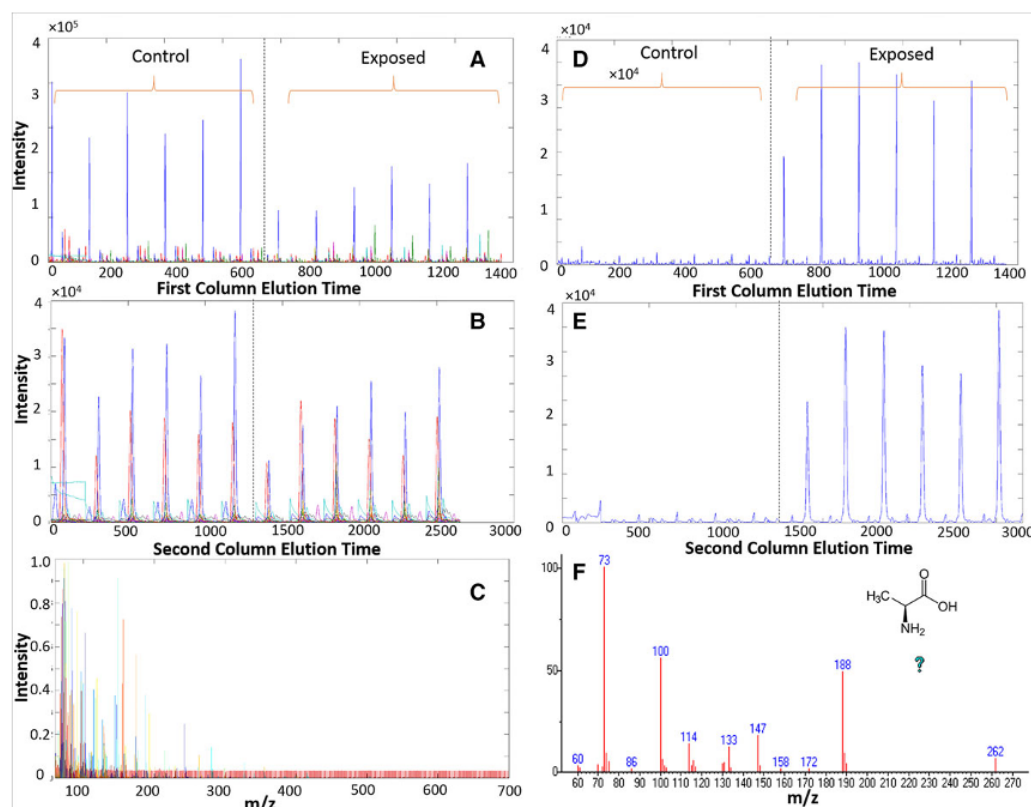 ×10⁵
4
3
2
1
0
Intensity
Control
Exposed
A
0 200 400 600 800 1000 1200 1400
First Column Elution Time
×10⁴
4
3
2
1
0
Intensity
B
500 1000 1500 2000 2500 3000
Second Column Elution Time
1.0
0.8
0.6
0.4
0.2
0
Intensity
C
100 200 300 400 500 600 700
m/z
×10⁴
4
3
2
1
0
D
Control
×10⁴
Exposed
0 200 400 600 800 1000 1200 1400
First Column Elution Time
×10⁴
4
3
2
1
0
E
500 1000 1500 2000 2500 3000
Second Column Elution Time
F
100
50
0
73
100
188
147
114
133
60
86
158
172
262
H₃C
O
OH
NH₂
?
60 70 80 90 100 110 120 130 140 150 160 170 180 190 200 210 220 230 240 250 260 270
m/z